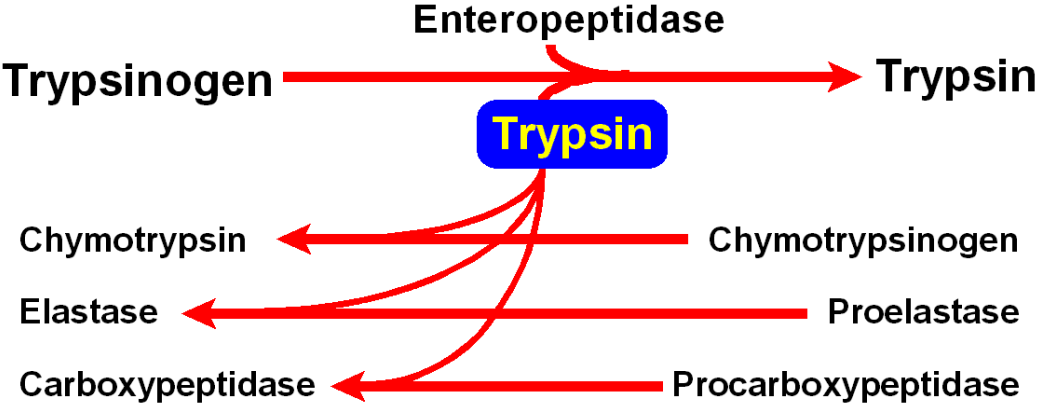 Enteropeptidase
Trypsinogen Trypsin
Trypsin
Chymotrypsin Chymotrypsinogen
Elastase Proelastase
Carboxypeptidase Procarboxypeptidase